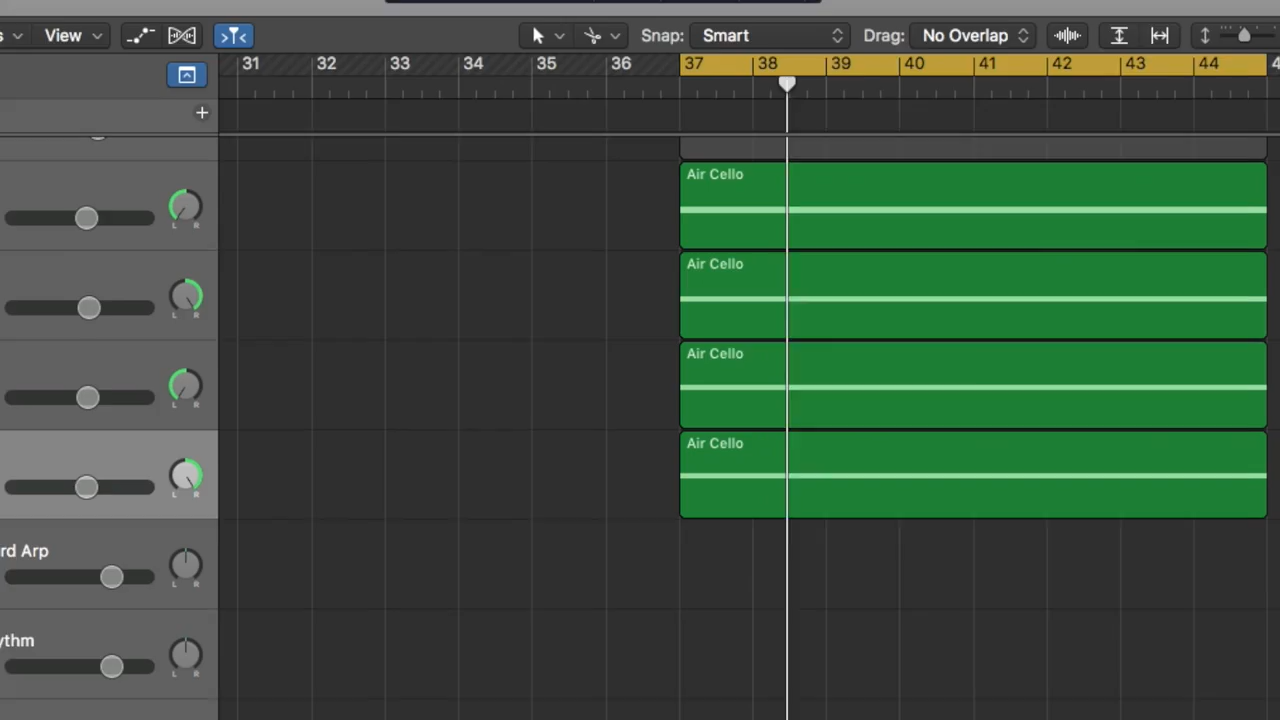 s View Snap: Smart Drag: No Overlap
31 32 33 34 35 36 37 38 39 40 41 42 43 44 4
Air Cello
L R
Air Cello
L R
Air Cello
L R
Air Cello
L R
rd Arp
L R
ythm
L R